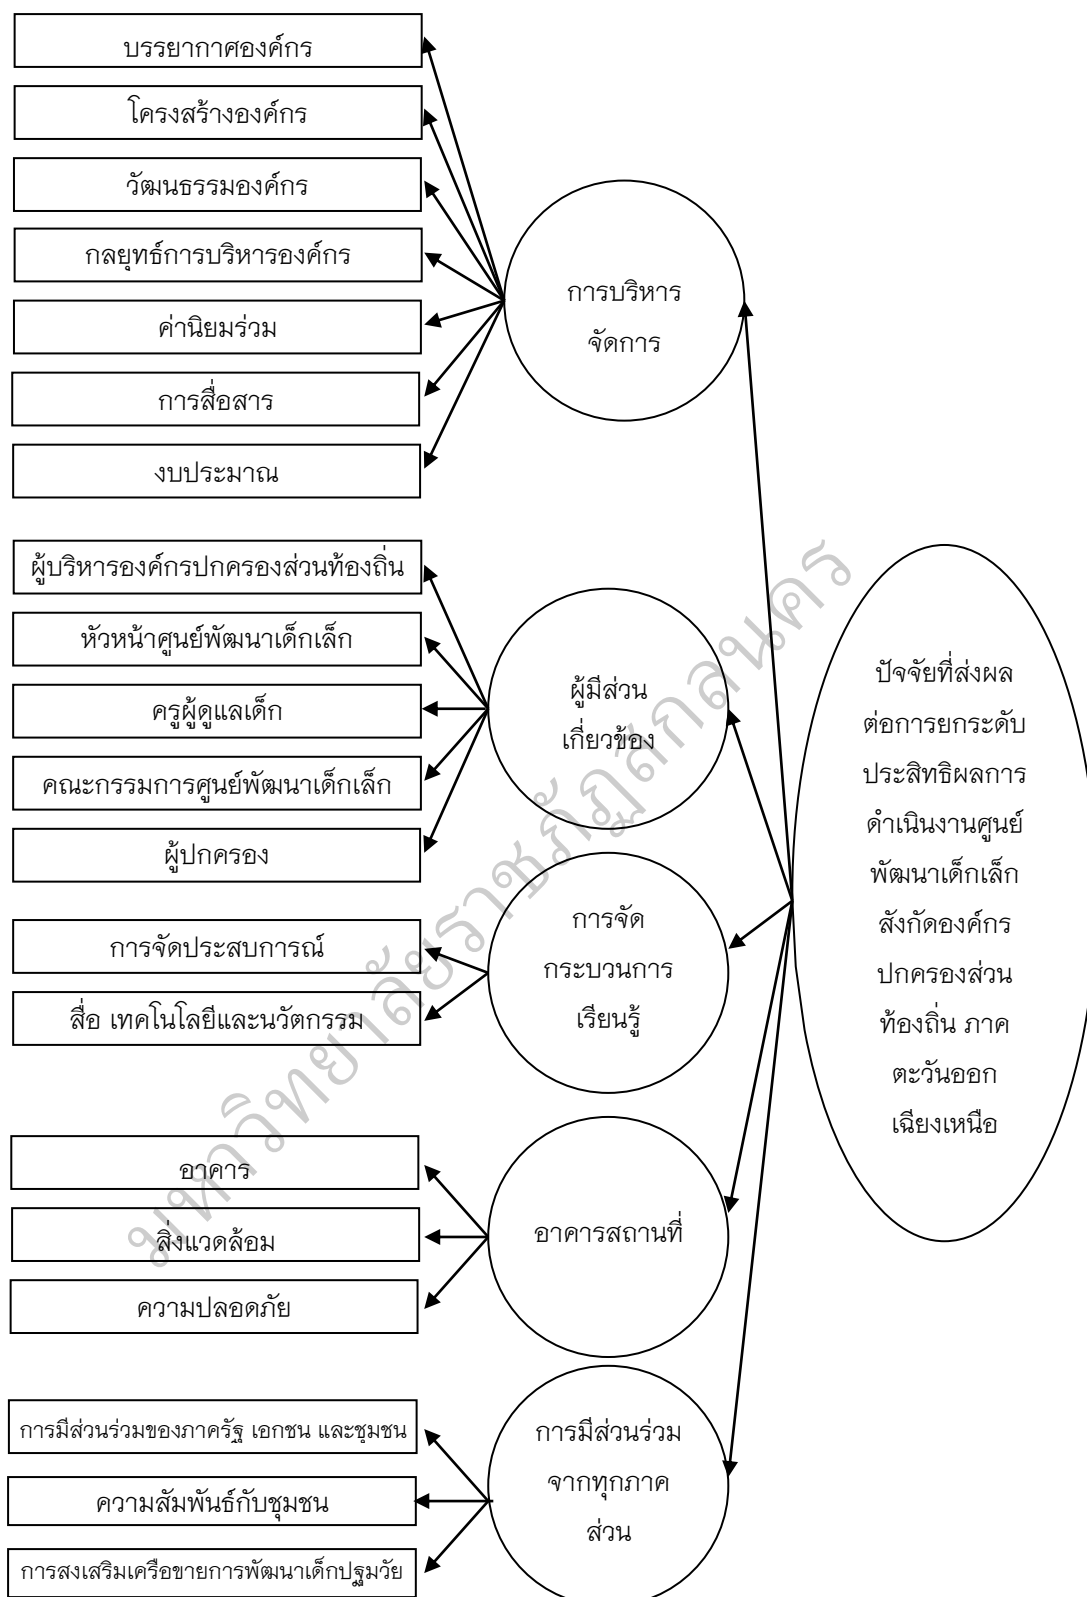 บรรยากาศองค์กร
โครงสร้างองค์กร
วัฒนธรรมองค์กร
กลยุทธ์การบริหารองค์กร
ค่านิยมร่วม
การสื่อสาร
งบประมาณ
การบริหาร
จัดการ
ผู้บริหารองค์กรปกครองส่วนท้องถิ่น
หัวหน้าศูนย์พัฒนาเด็กเล็ก
ครูผู้ดูแลเด็ก
คณะกรรมการศูนย์พัฒนาเด็กเล็ก
ผู้ปกครอง
ผู้มีส่วน
เกี่ยวข้อง
การจัดประสบการณ์
สื่อ เทคโนโลยีและนวัตกรรม
การจัด
กระบวนการ
เรียนรู้
อาคาร
สิ่งแวดล้อม
ความปลอดภัย
อาคารสถานที่
การมีส่วนร่วมของภาครัฐ เอกชน และชุมชน
ความสัมพันธ์กับชุมชน
การสงเสริมเครือขายการพัฒนาเด็กปฐมวัย
การมีส่วนร่วม
จากทุกภาค
ส่วน
ปัจจัยที่ส่งผล
ต่อการยกระดับ
ประสิทธิผลการ
ดำเนินงานศูนย์
พัฒนาเด็กเล็ก
สังกัดองค์กร
ปกครองส่วน
ท้องถิ่น ภาค
ตะวันออก
เฉียงเหนือ
มหาวิทยาลัยราชภัฏสกลนคร